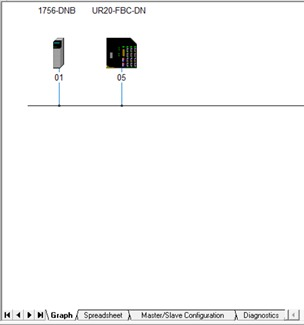 1756-DNB UR20-FBC-DN
01 05
Graph Spreadsheet Master/Slave Configuration Diagnostics